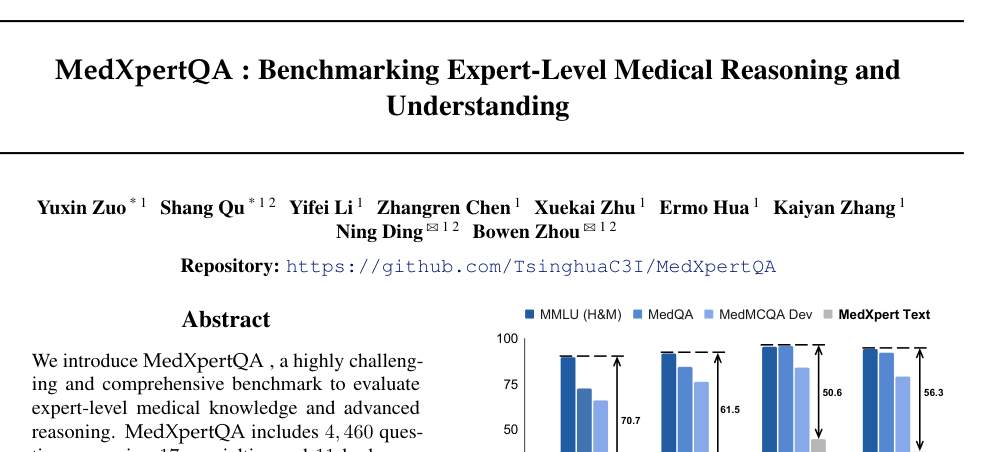 MedXpertQA : Benchmarking Expert-Level Medical Reasoning and
Understanding
Yuxin Zuo * 1 Shang Qu * 1 2 Yifei Li 1 Zhangren Chen 1 Xuekai Zhu 1 Ermo Hua 1 Kaiyan Zhang 1
Ning Ding ✉ 1 2 Bowen Zhou ✉ 1 2
Repository: https://github.com/TsinghuaC3I/MedXpertQA
Abstract
We introduce MedXpertQA , a highly challeng-
ing and comprehensive benchmark to evaluate
expert-level medical knowledge and advanced
reasoning. MedXpertQA includes 4, 460 ques-
MMLU (H&M) MedQA MedMCQA Dev MedXpert Text
100
75
50
70.7
61.5
50.6
56.3